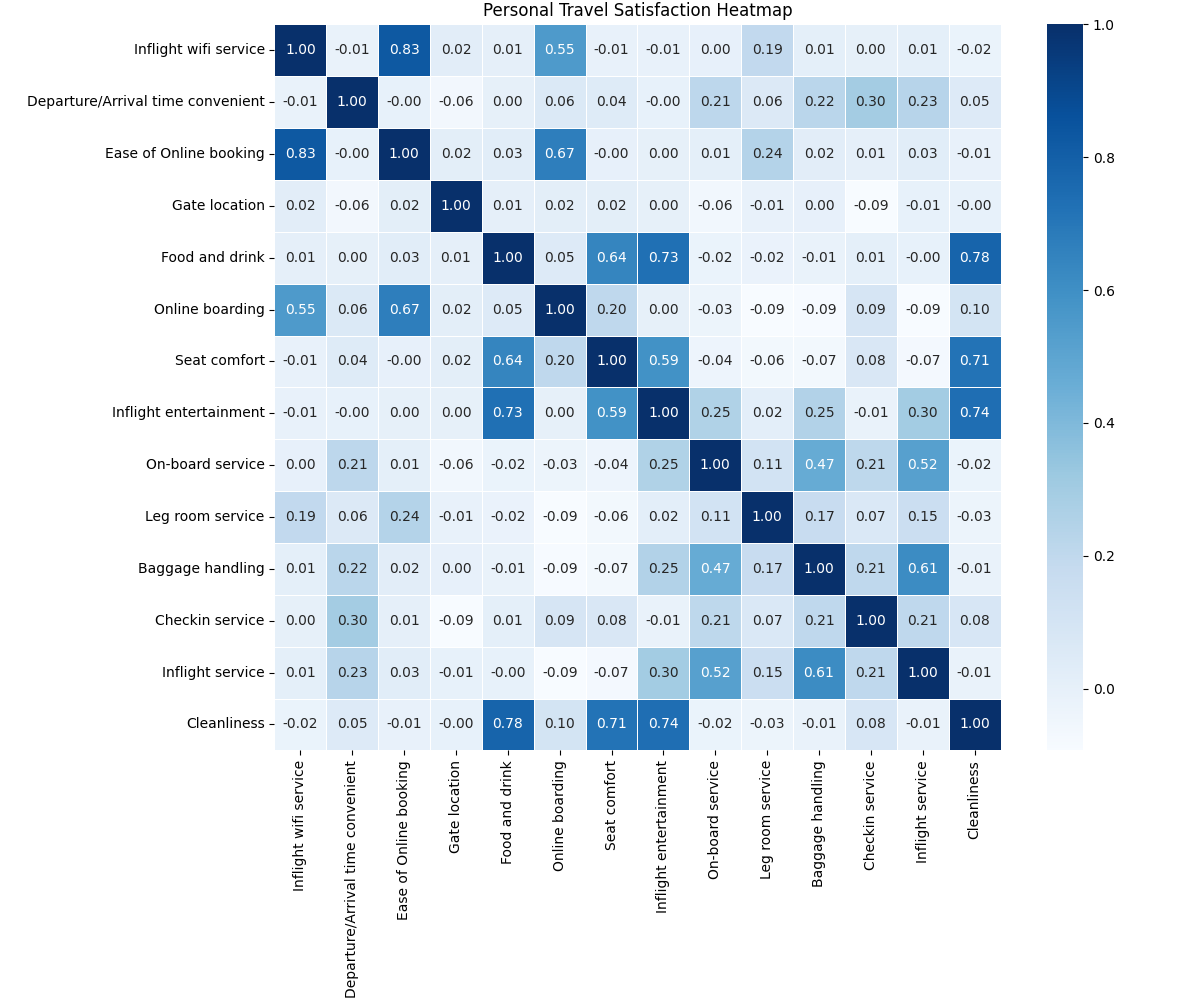 Personal Travel Satisfaction Heatmap
Inflight wifi service 1.00 -0.01 0.83 0.02 0.01 0.55 -0.01 -0.01 0.00 0.19 0.01 0.00 0.01 -0.02
Departure/Arrival time convenient -0.01 1.00 -0.00 -0.06 0.00 0.06 0.04 -0.00 0.21 0.06 0.22 0.30 0.23 0.05
Ease of Online booking 0.83 -0.00 1.00 0.02 0.03 0.67 -0.00 0.00 0.01 0.24 0.02 0.01 0.03 -0.01
Gate location 0.02 -0.06 0.02 1.00 0.01 0.02 0.02 0.00 -0.06 -0.01 0.00 -0.09 -0.01 -0.00
Food and drink 0.01 0.00 0.03 0.01 1.00 0.05 0.64 0.73 -0.02 -0.02 -0.01 0.01 -0.00 0.78
Online boarding 0.55 0.06 0.67 0.02 0.05 1.00 0.20 0.00 -0.03 -0.09 -0.09 0.09 -0.09 0.10
Seat comfort -0.01 0.04 -0.00 0.02 0.64 0.20 1.00 0.59 -0.04 -0.06 -0.07 0.08 -0.07 0.71
Inflight entertainment -0.01 -0.00 0.00 0.00 0.73 0.00 0.59 1.00 0.25 0.02 0.25 -0.01 0.30 0.74
On-board service 0.00 0.21 0.01 -0.06 -0.02 -0.03 -0.04 0.25 1.00 0.11 0.47 0.21 0.52 -0.02
Leg room service 0.19 0.06 0.24 -0.01 -0.02 -0.09 -0.06 0.02 0.11 1.00 0.17 0.07 0.15 -0.03
Baggage handling 0.01 0.22 0.02 0.00 -0.01 -0.09 -0.07 0.25 0.47 0.17 1.00 0.21 0.61 -0.01
Checkin service 0.00 0.30 0.01 -0.09 0.01 0.09 0.08 -0.01 0.21 0.07 0.21 1.00 0.21 0.08
Inflight service 0.01 0.23 0.03 -0.01 -0.00 -0.09 -0.07 0.30 0.52 0.15 0.61 0.21 1.00 -0.01
Cleanliness -0.02 0.05 -0.01 -0.00 0.78 0.10 0.71 0.74 -0.02 -0.03 -0.01 0.08 -0.01 1.00
Inflight wifi service
Departure/Arrival time convenient
Ease of Online booking
Gate location
Food and drink
Online boarding
Seat comfort
Inflight entertainment
On-board service
Leg room service
Baggage handling
Checkin service
Inflight service
Cleanliness
1.0
0.8
0.6
0.4
0.2
0.0